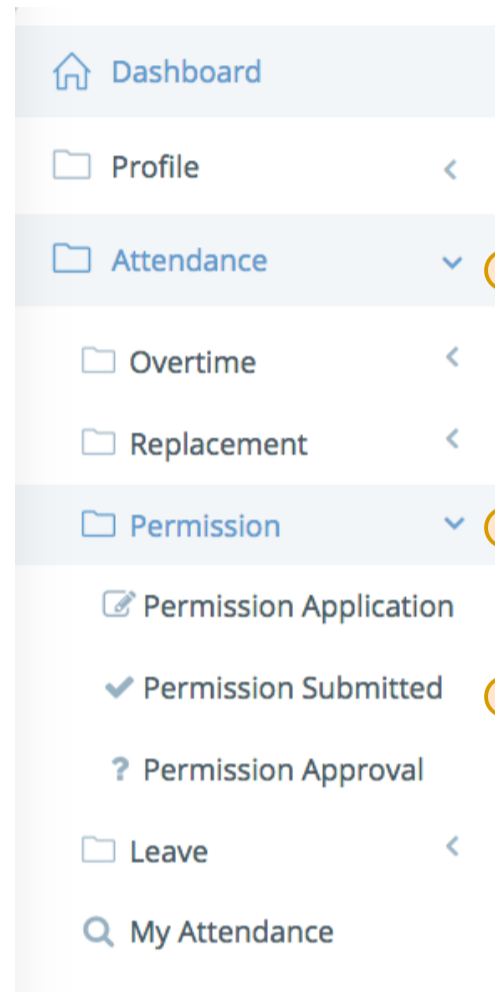 Dashboard
Profile
Attendance
Overtime
Replacement
Permission
Permission Application
Permission Submitted
Permission Approval
Leave
My Attendance